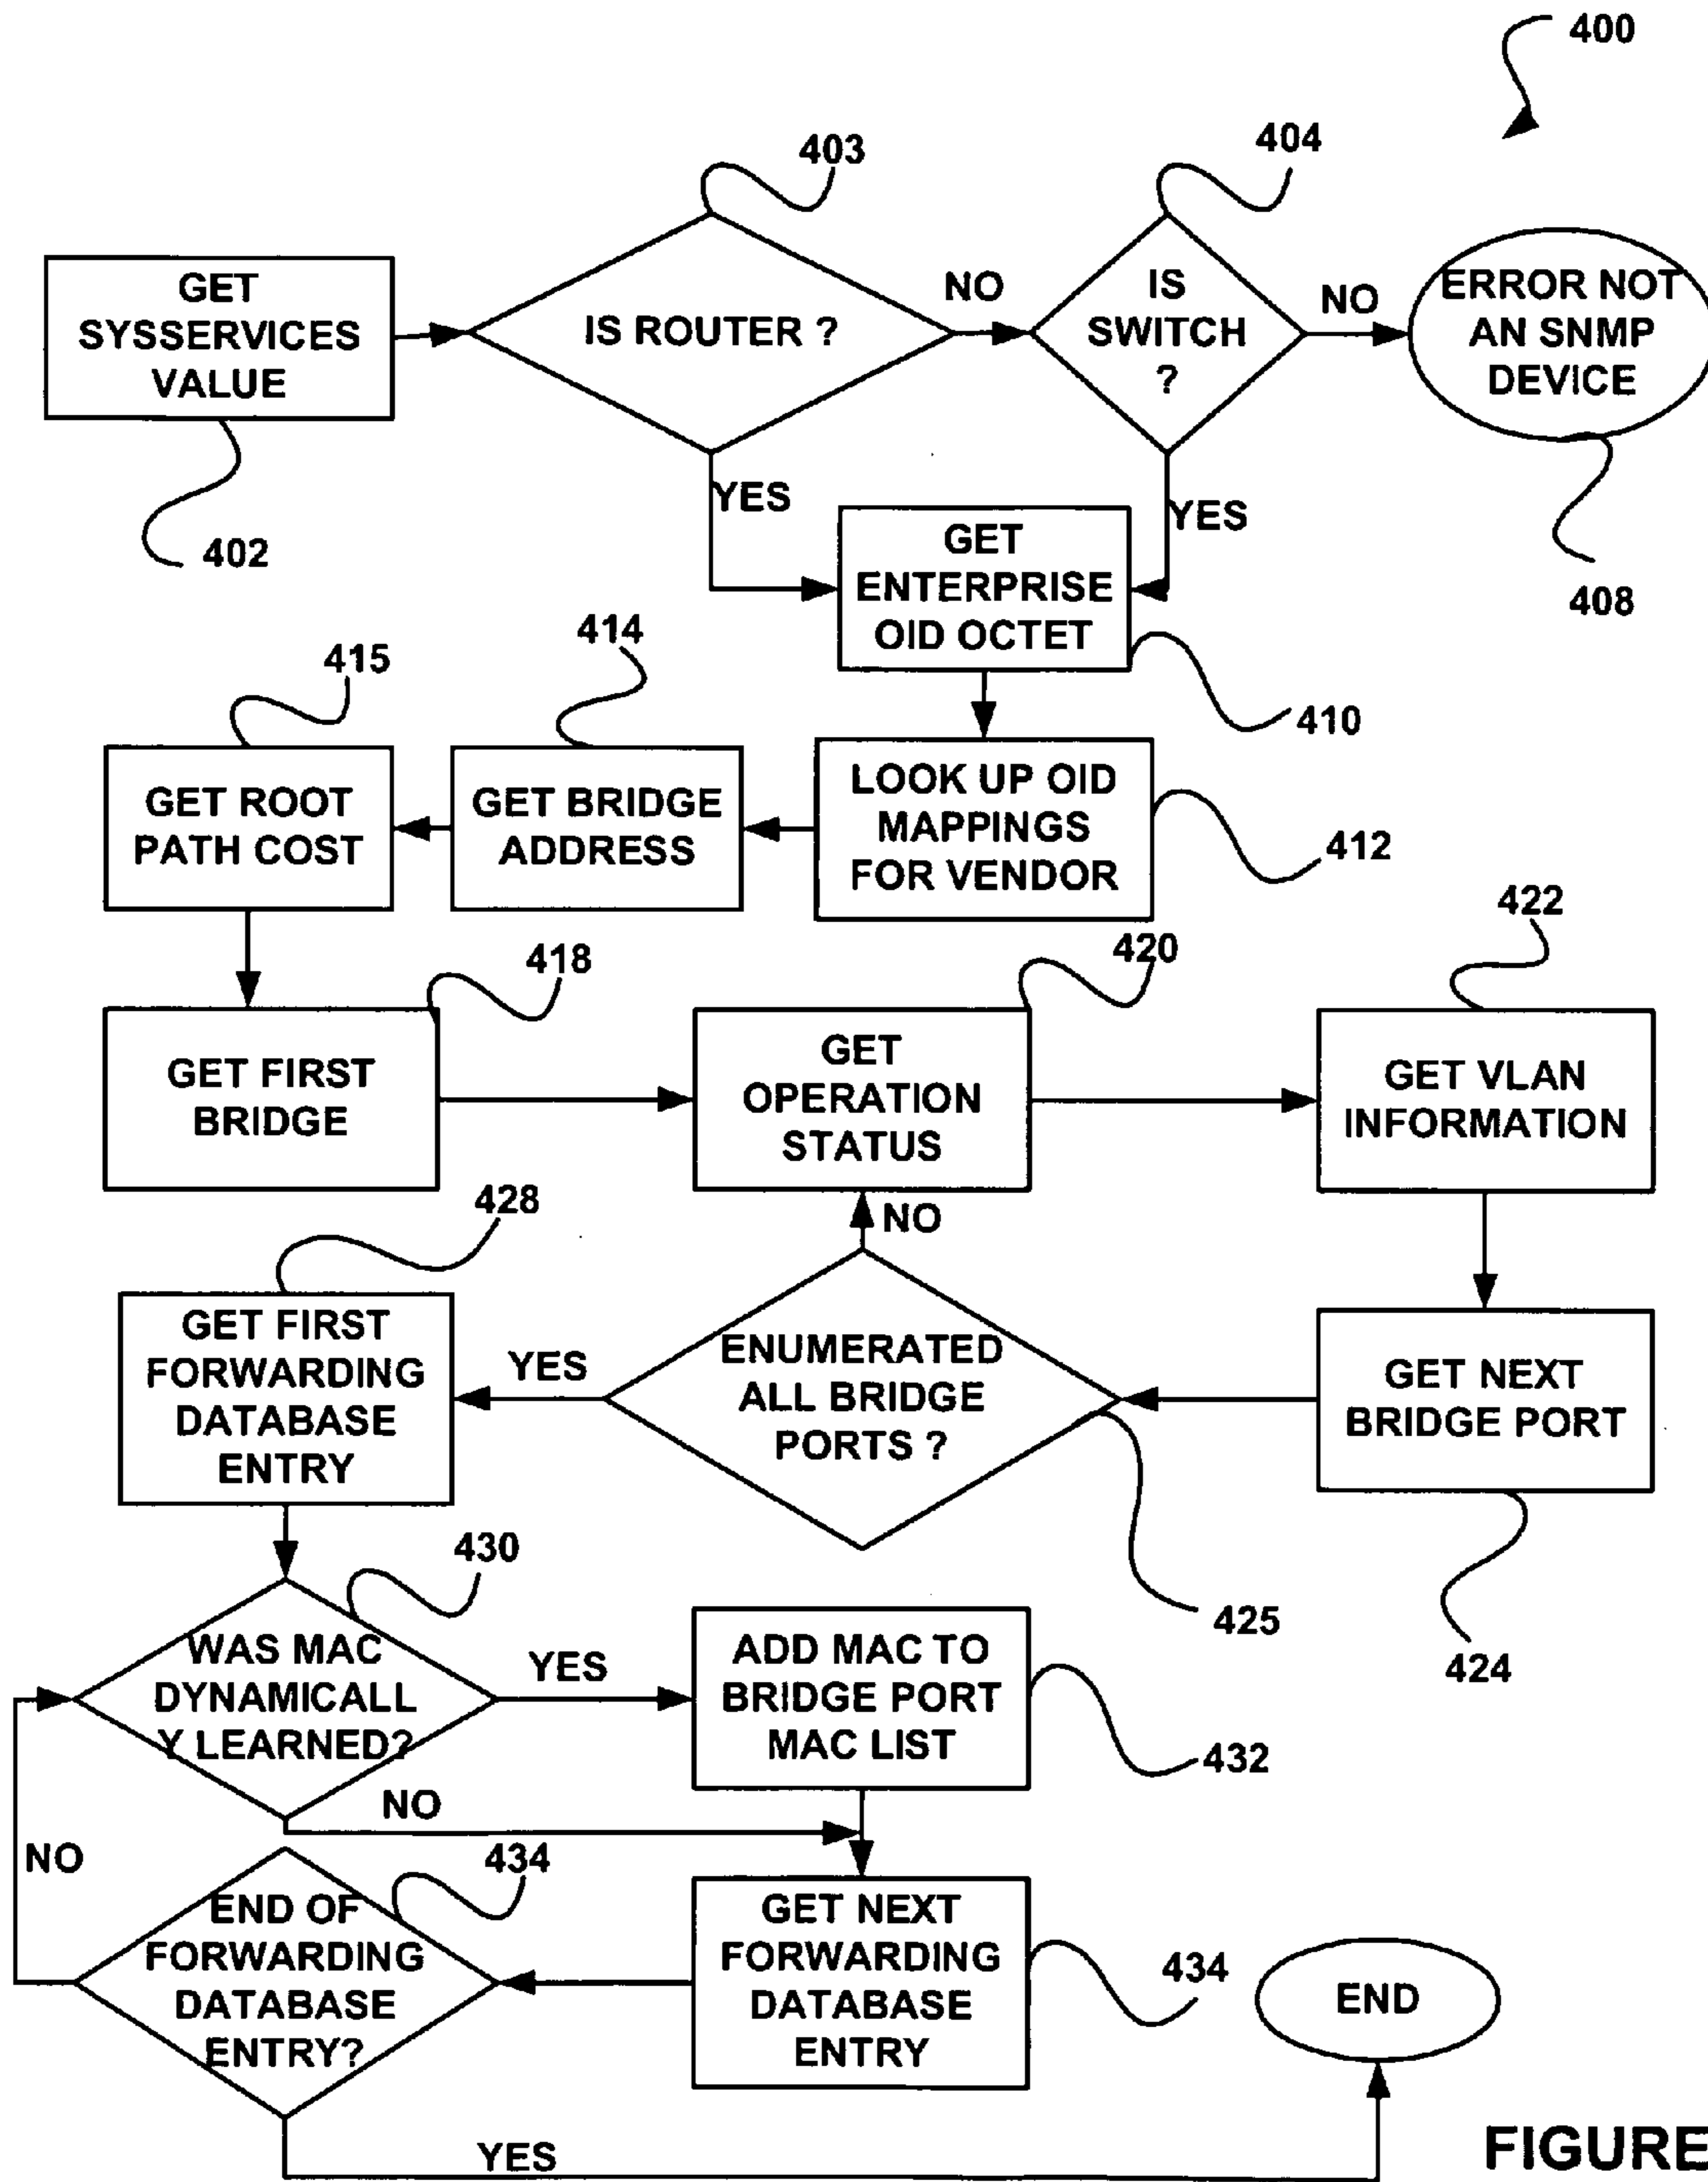 400
403
404
GET
SYSSERVICES
VALUE
IS ROUTER ?
NO
IS
SWITCH
?
NO
ERROR NOT
AN SNMP
DEVICE
402
YES
YES
408
GET
ENTERPRISE
OID OCTET
410
415
414
GET ROOT
PATH COST
GET BRIDGE
ADDRESS
LOOK UP OID
MAPPINGS
FOR VENDOR
412
418
420
422
GET FIRST
BRIDGE
GET
OPERATION
STATUS
GET VLAN
INFORMATION
428
NO
GET FIRST
FORWARDING
DATABASE
ENTRY
YES
ENUMERATED
ALL BRIDGE
PORTS ?
GET NEXT
BRIDGE PORT
425
424
430
WAS MAC
DYNAMICALL
Y LEARNED?
YES
ADD MAC TO
BRIDGE PORT
MAC LIST
432
NO
NO
434
END OF
FORWARDING
DATABASE
ENTRY?
GET NEXT
FORWARDING
DATABASE
ENTRY
434
END
YES
FIGURE